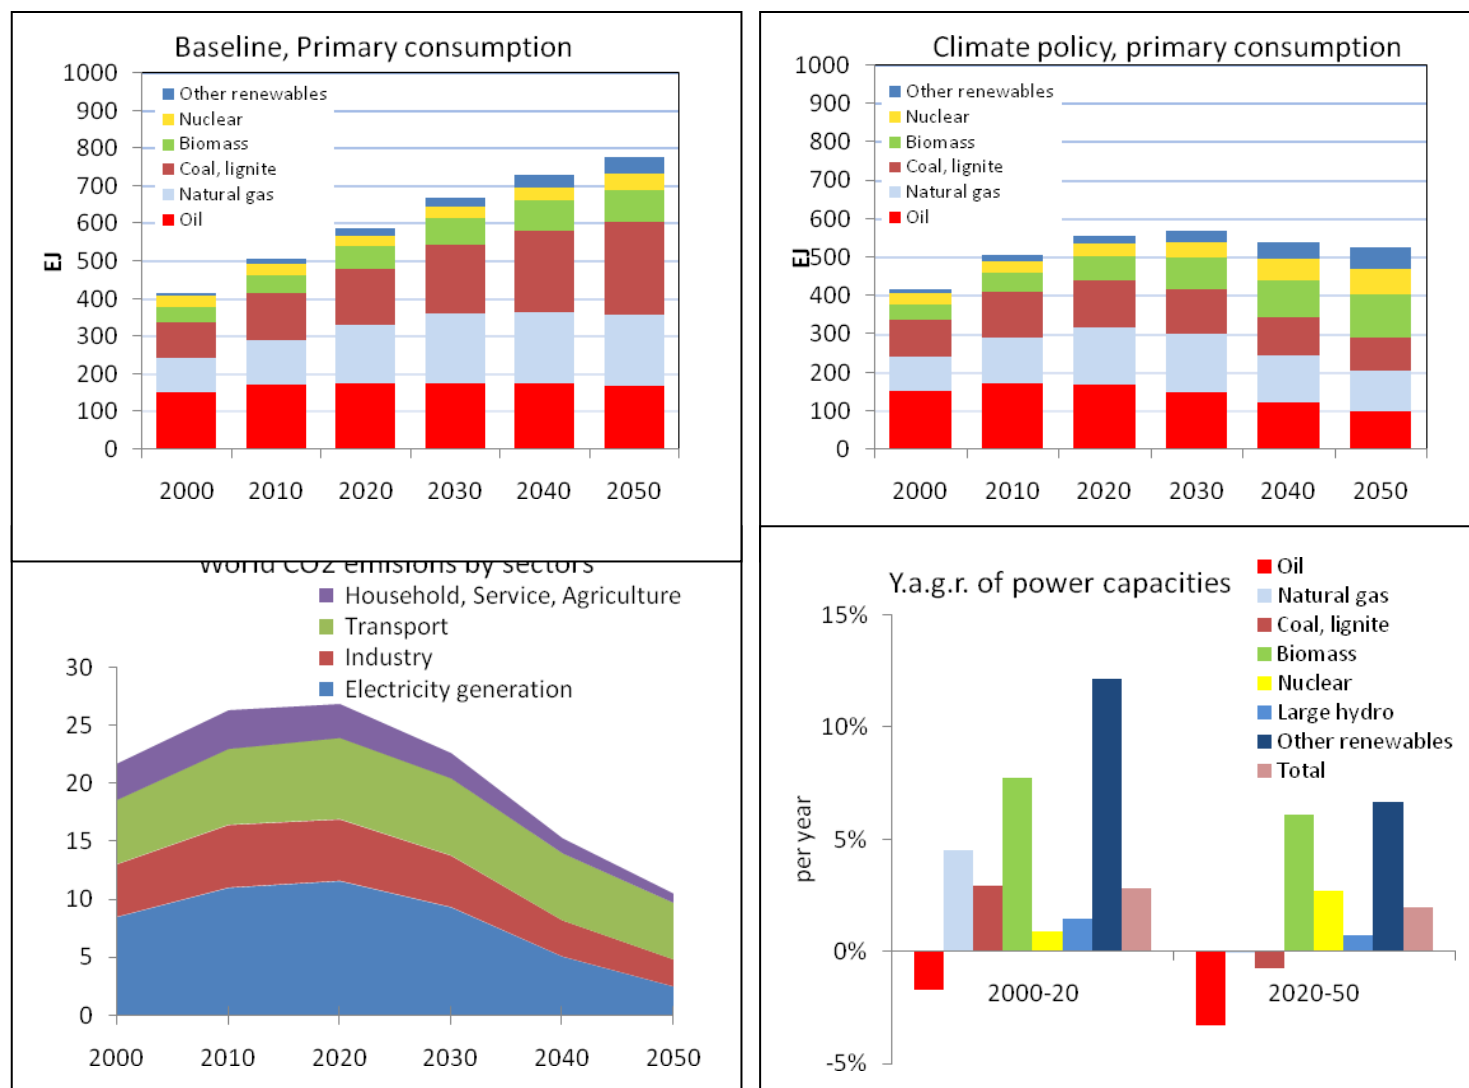 Baseline, Primary consumption
1000
900
800
700
600
500
400
300
200
100
0
EJ
Other renewables
Nuclear
Biomass
Coal, lignite
Natural gas
Oil
2000 2010 2020 2030 2040 2050
Climate policy, primary consumption
1000
900
800
700
600
500
400
300
200
100
0
EJ
Other renewables
Nuclear
Biomass
Coal, lignite
Natural gas
Oil
2000 2010 2020 2030 2040 2050
World CO2 emisions by sectors
Household, Service, Agriculture
Transport
Industry
Electricity generation
30
25
20
15
10
5
0
2000 2010 2020 2030 2040 2050
Y.a.g.r. of power capacities
Oil
Natural gas
Coal, lignite
Biomass
Nuclear
Large hydro
Other renewables
Total
15%
10%
5%
0%
-5%
per year
2000-20 2020-50